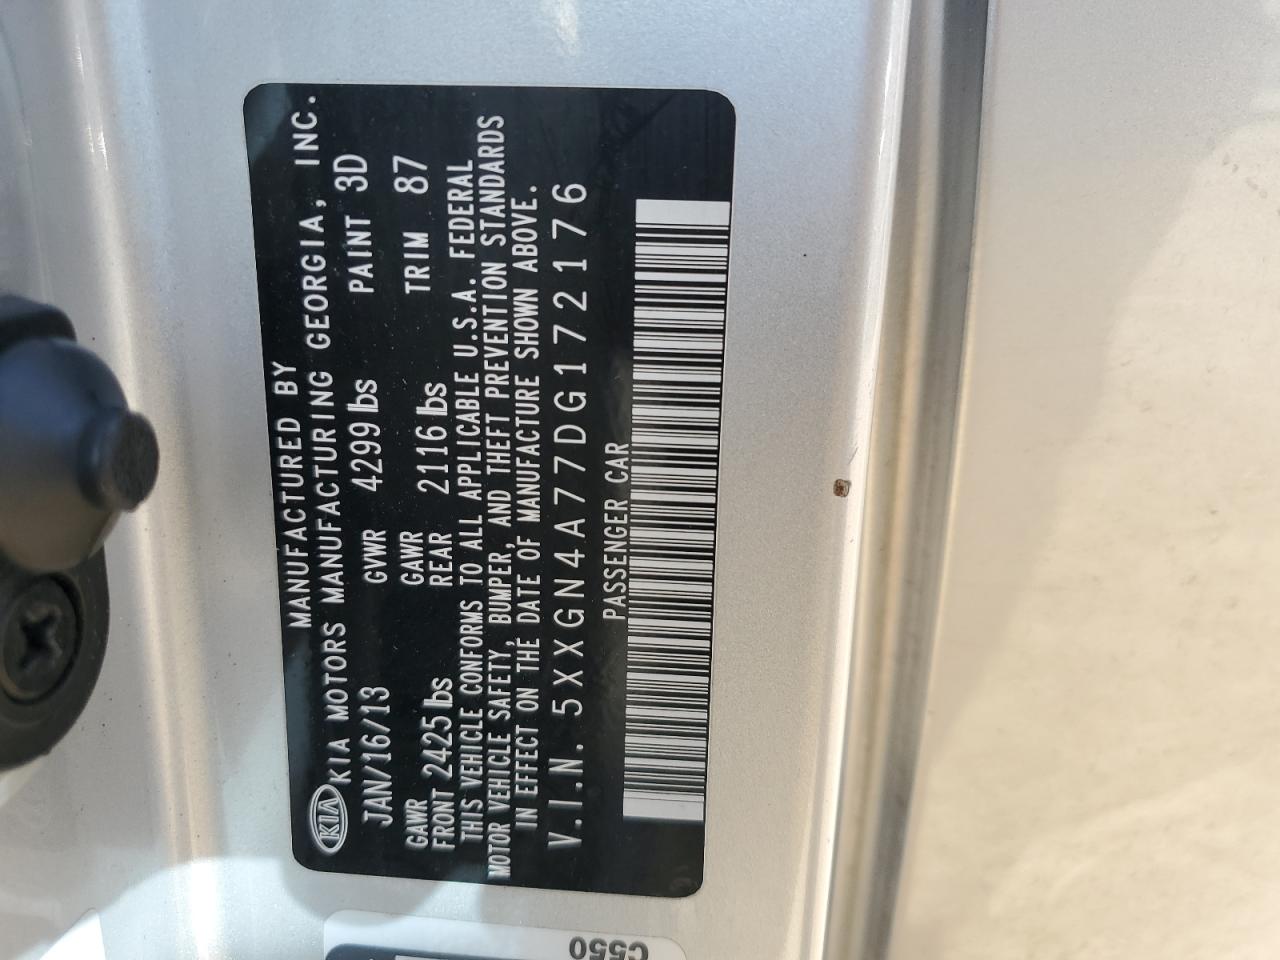 MANUFACTURED BY
KIA KIA MOTORS MANUFACTURING GEORGIA, INC.
JAN/16/13 GVWR 4299 lbs PAINT 3D
GAWR FRONT 2425 lbs GAWR REAR 2116 lbs TRIM 87
THIS VEHICLE CONFORMS TO ALL APPLICABLE U.S.A. FEDERAL
MOTOR VEHICLE SAFETY, BUMPER, AND THEFT PREVENTION STANDARDS
IN EFFECT ON THE DATE OF MANUFACTURE SHOWN ABOVE.
V.I.N. 5XXGN4A77DG172176
PASSENGER CAR
C550